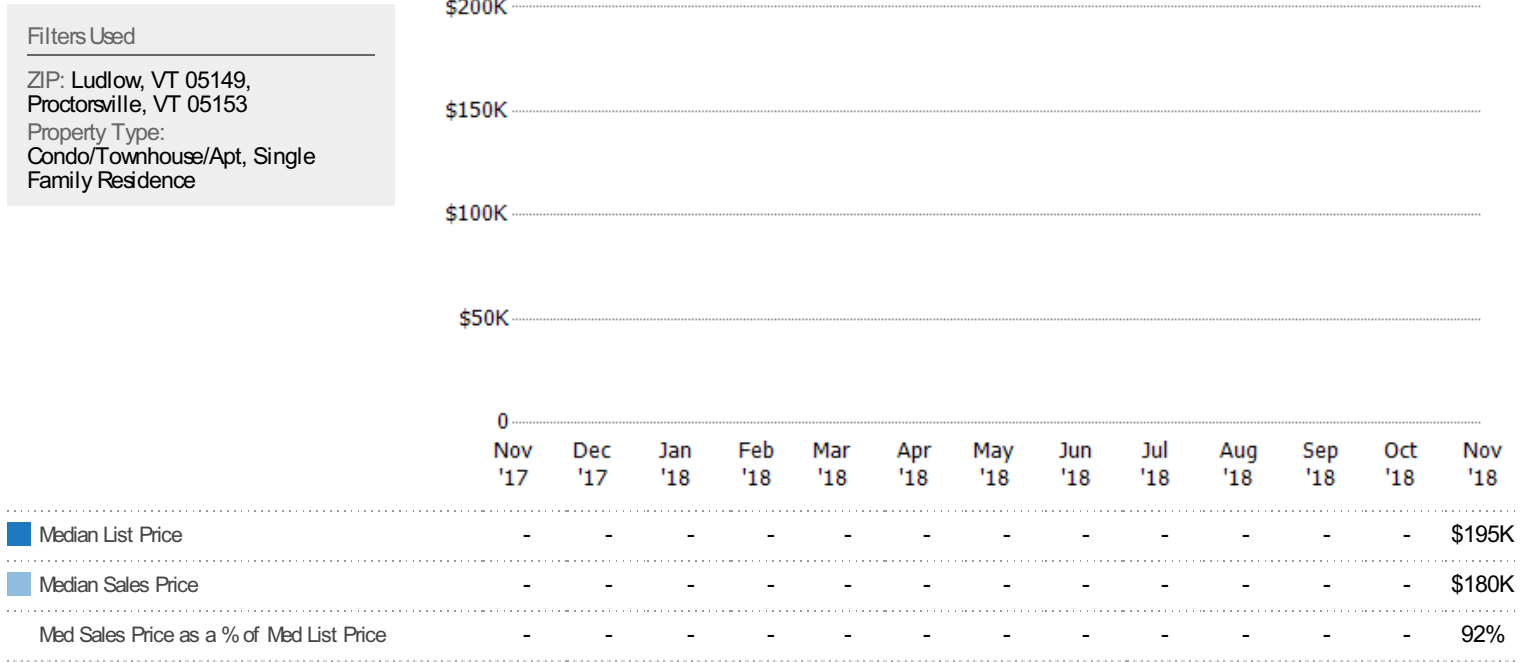 Filters Used
ZIP: Ludlow, VT 05149,
Proctorsville, VT 05153
Property Type:
Condo/Townhouse/Apt, Single
Family Residence
$200K
$150K
$100K
$50K
0
Nov Dec Jan Feb Mar Apr May Jun Jul Aug Sep Oct Nov
'17 '17 '18 '18 '18 '18 '18 '18 '18 '18 '18 '18 '18
Median List Price - - - - - - - - - - - - $195K
Median Sales Price - - - - - - - - - - - - $180K
Med Sales Price as a % of Med List Price - - - - - - - - - - - - 92%